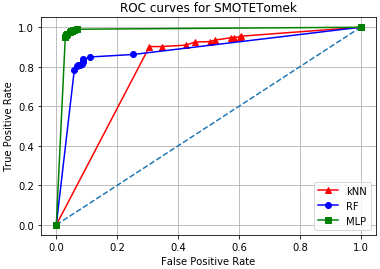 ROC curves for SMOTETomek
True Positive Rate
1.0
0.8
0.6
0.4
0.2
0.0
kNN
RF
MLP
0.0 0.2 0.4 0.6 0.8 1.0
False Positive Rate